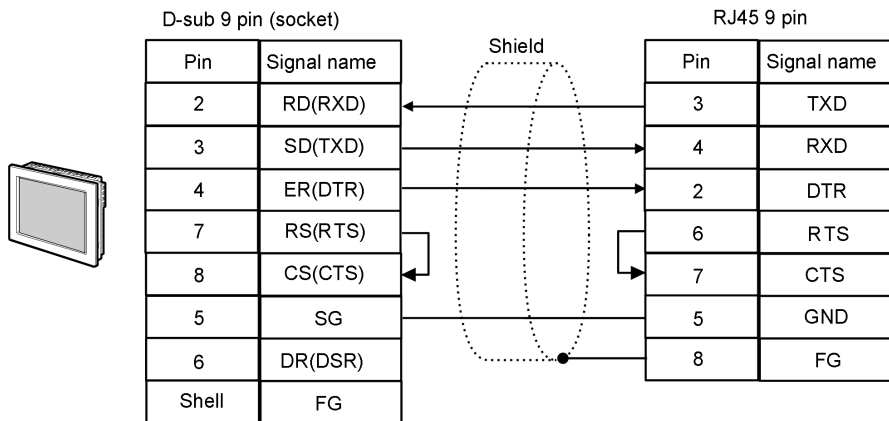 D-sub 9 pin (socket)
RJ45 9 pin
Shield
Pin Signal name
2 RD(RXD)
3 SD(TXD)
4 ER(DTR)
7 RS(RTS)
8 CS(CTS)
5 SG
6 DR(DSR)
Shell FG
Pin Signal name
3 TXD
4 RXD
2 DTR
6 RTS
7 CTS
5 GND
8 FG